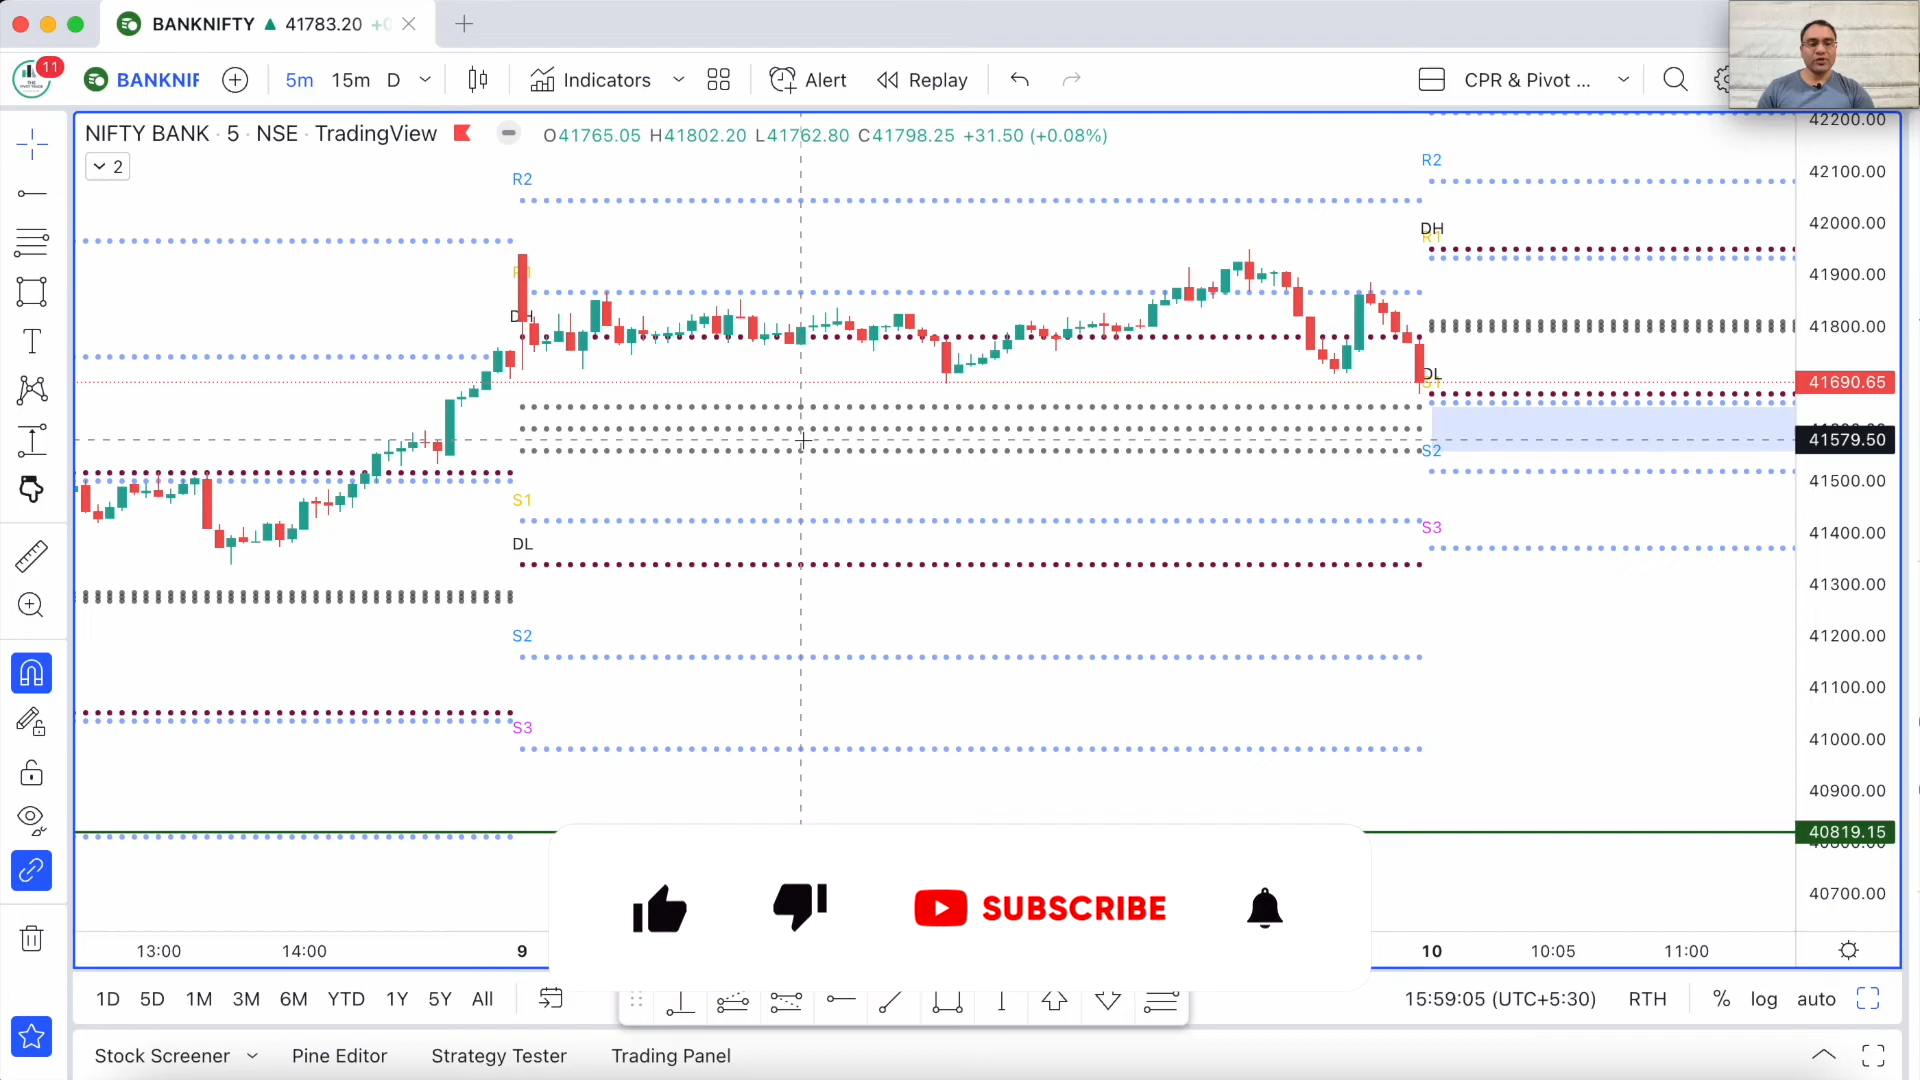 BANKNIFTY ▲ 41783.20 +0
11
BANKNIF 5m 15m D Indicators Alert Replay CPR & Pivot ...
NIFTY BANK · 5 · NSE · TradingView O41765.05 H41802.20 L41762.80 C41798.25 +31.50 (+0.08%)
2
42200.00
R2
R2
42100.00
42000.00
DH
R1
41900.00
DH
41800.00
DL
S1
41690.65
41579.50
S2
41500.00
S1
S3
41400.00
DL
41300.00
S2
41200.00
41100.00
S3
41000.00
40900.00
40819.15
40700.00
SUBSCRIBE
13:00 14:00 9 10 10:05 11:00
1D 5D 1M 3M 6M YTD 1Y 5Y All 15:59:05 (UTC+5:30) RTH % log auto
Stock Screener Pine Editor Strategy Tester Trading Panel